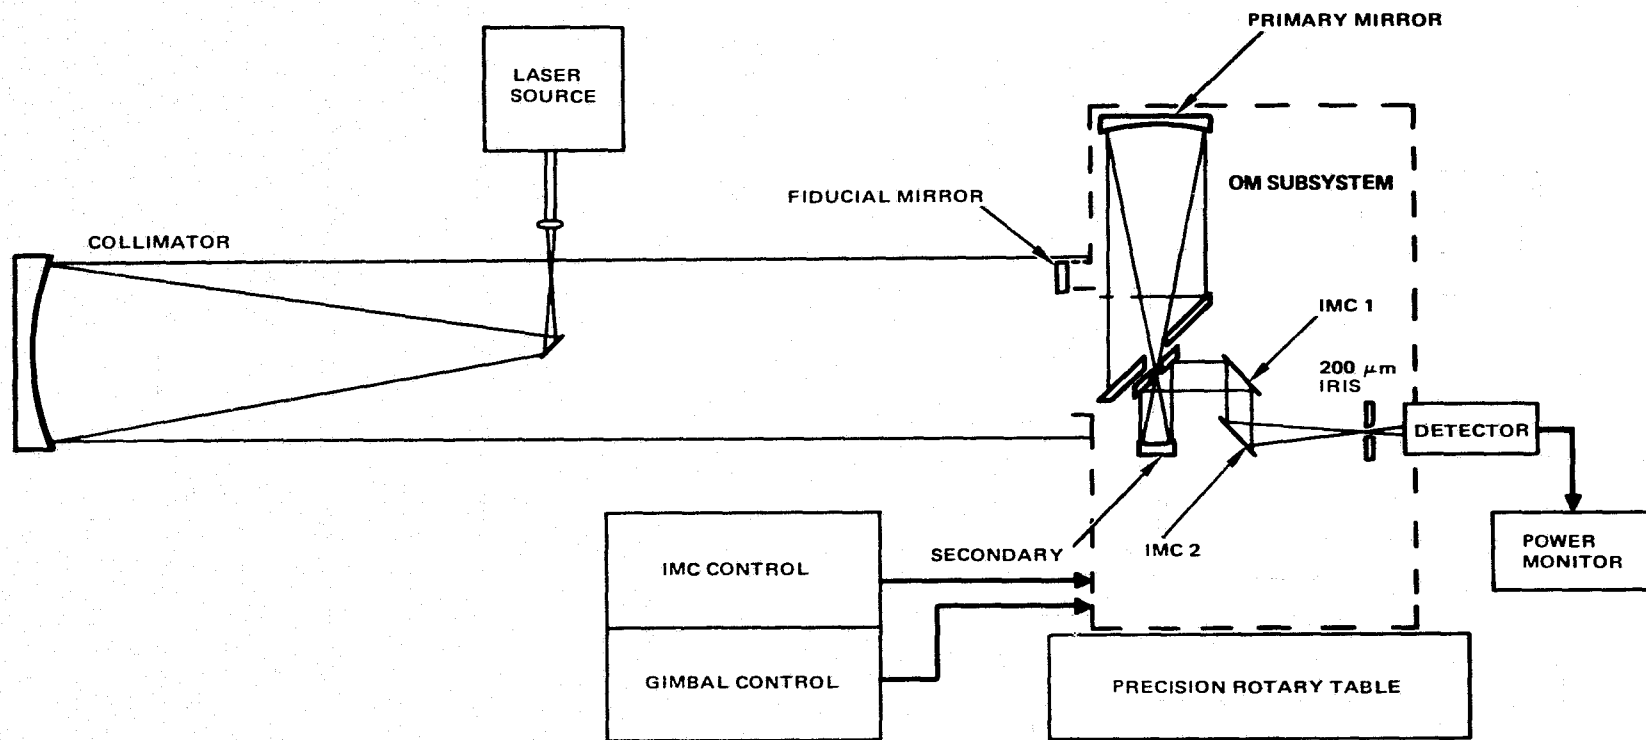 PRIMARY MIRROR
LASER
SOURCE
OM SUBSYSTEM
FIDUCIAL MIRROR
COLLIMATOR
IMC 1
200 μm
IRIS
DETECTOR
SECONDARY
IMC 2
POWER
MONITOR
IMC CONTROL
GIMBAL CONTROL
PRECISION ROTARY TABLE